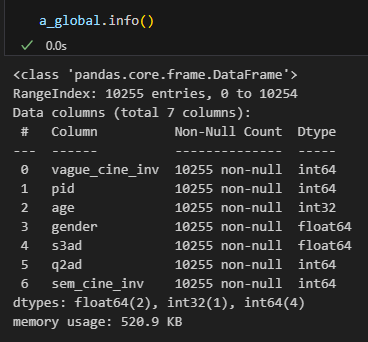 a_global.info()
✓ 0.0s
<class 'pandas.core.frame.DataFrame'>
RangeIndex: 10255 entries, 0 to 10254
Data columns (total 7 columns):
 #   Column         Non-Null Count  Dtype
---  ------         --------------  -----
 0   vague_cine_inv  10255 non-null  int64
 1   pid             10255 non-null  int64
 2   age             10255 non-null  int32
 3   gender          10255 non-null  float64
 4   s3ad            10255 non-null  float64
 5   q2ad            10255 non-null  int64
 6   sem_cine_inv    10255 non-null  int64
dtypes: float64(2), int32(1), int64(4)
memory usage: 520.9 KB